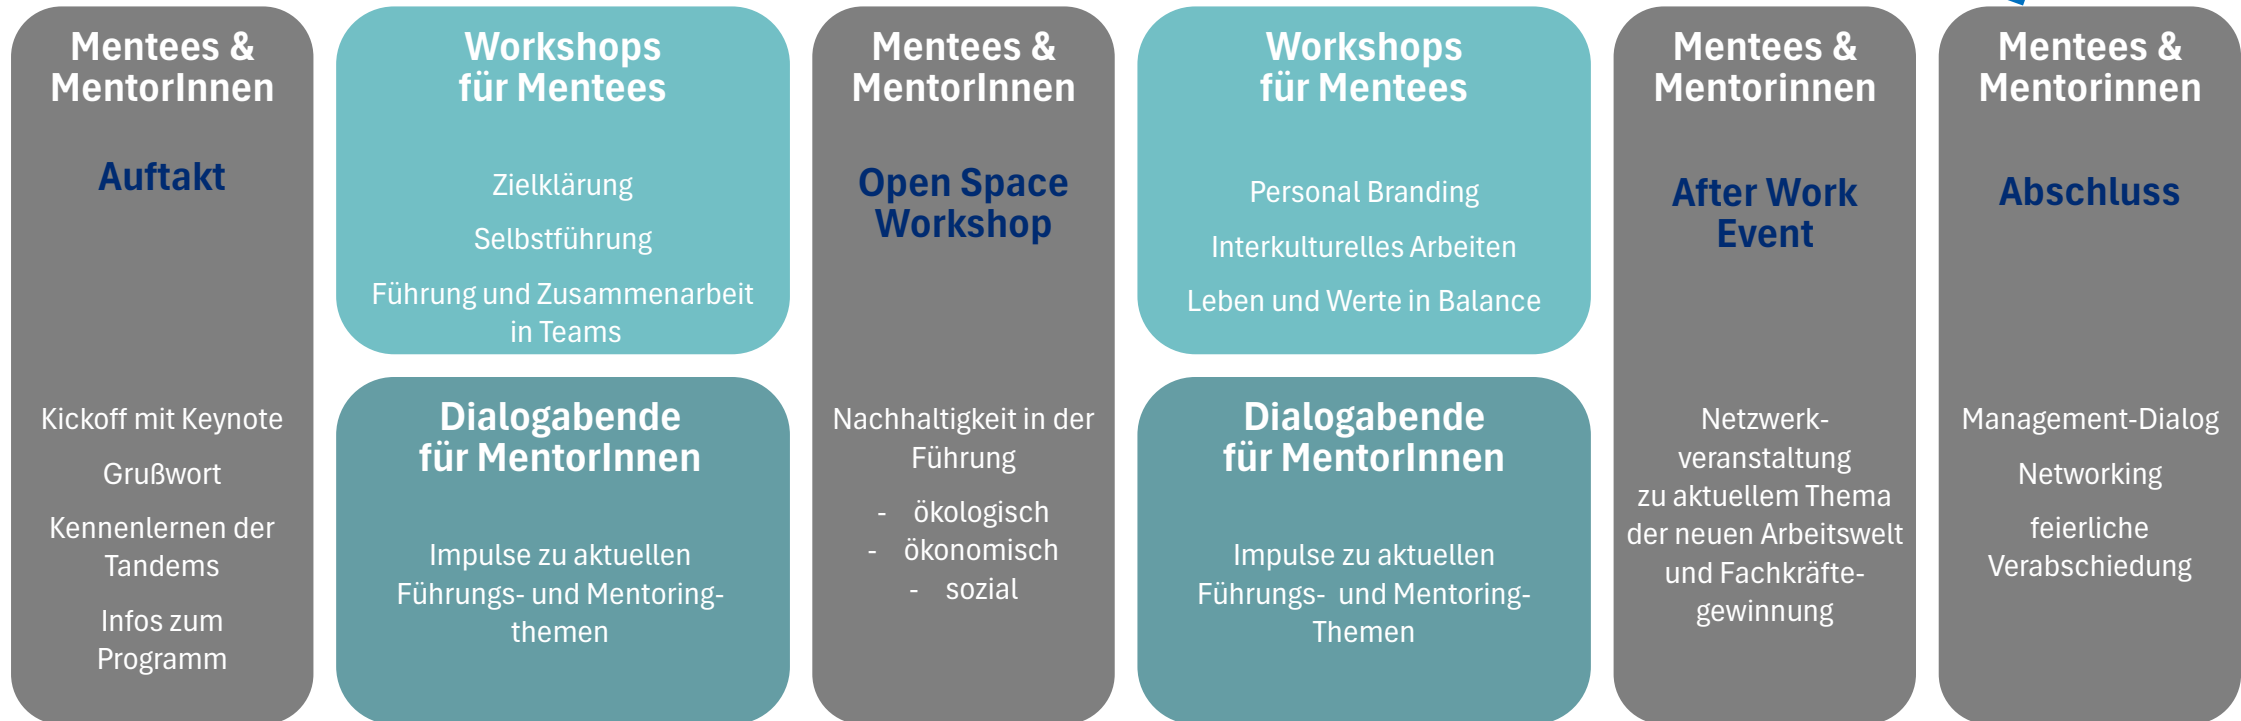 Mentees &
MentorInnen
Auftakt
Kickoff mit Keynote
Grußwort
Kennenlernen der
Tandems
Infos zum
Programm
Workshops
für Mentees
Zielklärung
Selbstführung
Führung und Zusammenarbeit
in Teams
Dialogabende
für MentorInnen
Impulse zu aktuellen
Führungs- und Mentoring-
themen
Mentees &
MentorInnen
Open Space
Workshop
Nachhaltigkeit in der
Führung
- ökologisch
- ökonomisch
- sozial
Workshops
für Mentees
Personal Branding
Interkulturelles Arbeiten
Leben und Werte in Balance
Dialogabende
für MentorInnen
Impulse zu aktuellen
Führungs- und Mentoring-
Themen
Mentees &
Mentorinnen
After Work
Event
Netzwerk-
veranstaltung
zu aktuellem Thema
der neuen Arbeitswelt
und Fachkräfte-
gewinnung
Mentees &
Mentorinnen
Abschluss
Management-Dialog
Networking
feierliche
Verabschiedung